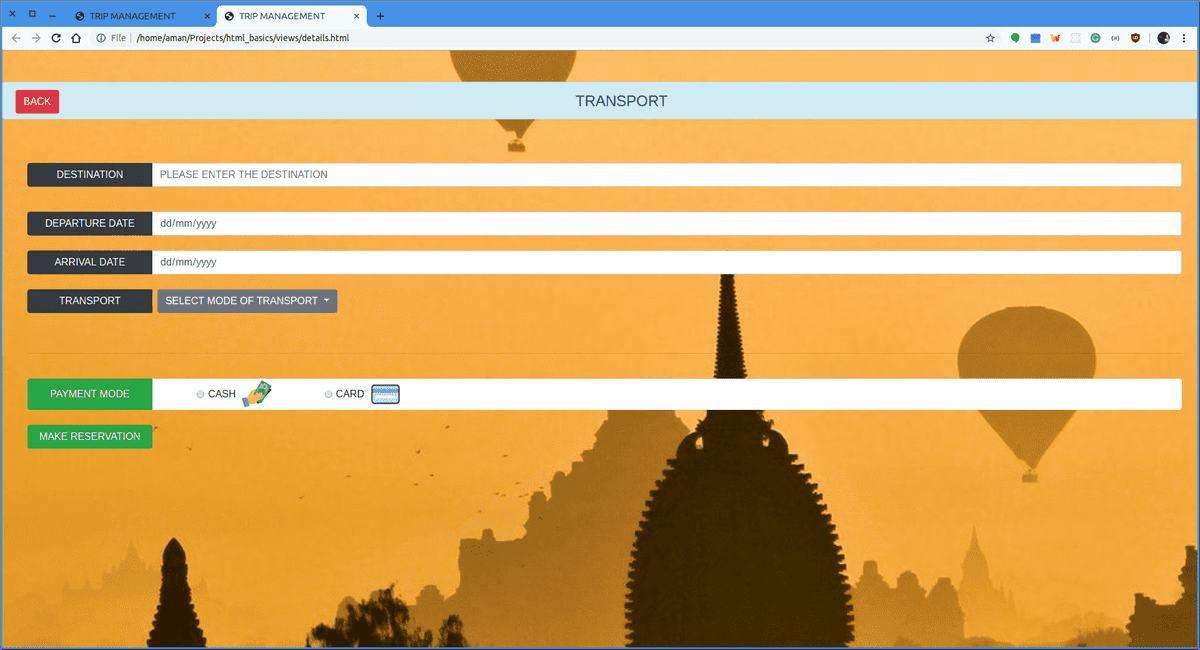 TRIP MANAGEMENT
TRIP MANAGEMENT
File /home/aman/Projects/html_basics/views/details.html
BACK
TRANSPORT
DESTINATION PLEASE ENTER THE DESTINATION
DEPARTURE DATE dd/mm/yyyy
ARRIVAL DATE dd/mm/yyyy
TRANSPORT SELECT MODE OF TRANSPORT
PAYMENT MODE CASH CARD
MAKE RESERVATION